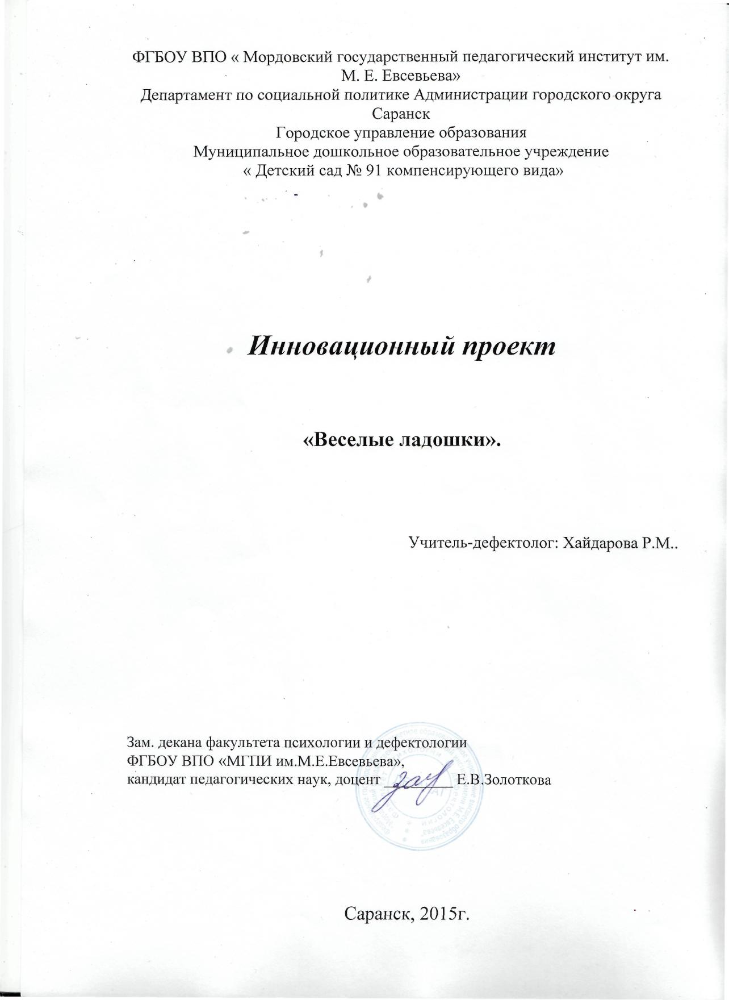 ФГБОУ ВПО « Мордовский государственный педагогический институт им.
М. Е. Евсевьева»
Департамент по социальной политике Администрации городского округа
Саранск
Городское управление образования
Муниципальное дошкольное образовательное учреждение
« Детский сад № 91 компенсирующего вида»
Инновационный проект
«Веселые ладошки».
Учитель-дефектолог: Хайдарова Р.М..
Зам. декана факультета психологии и дефектологии
ФГБОУ ВПО «МГПИ им.М.Е.Евсевьева»,
кандидат педагогических наук, доцент _________ Е.В.Золоткова
Саранск, 2015г.